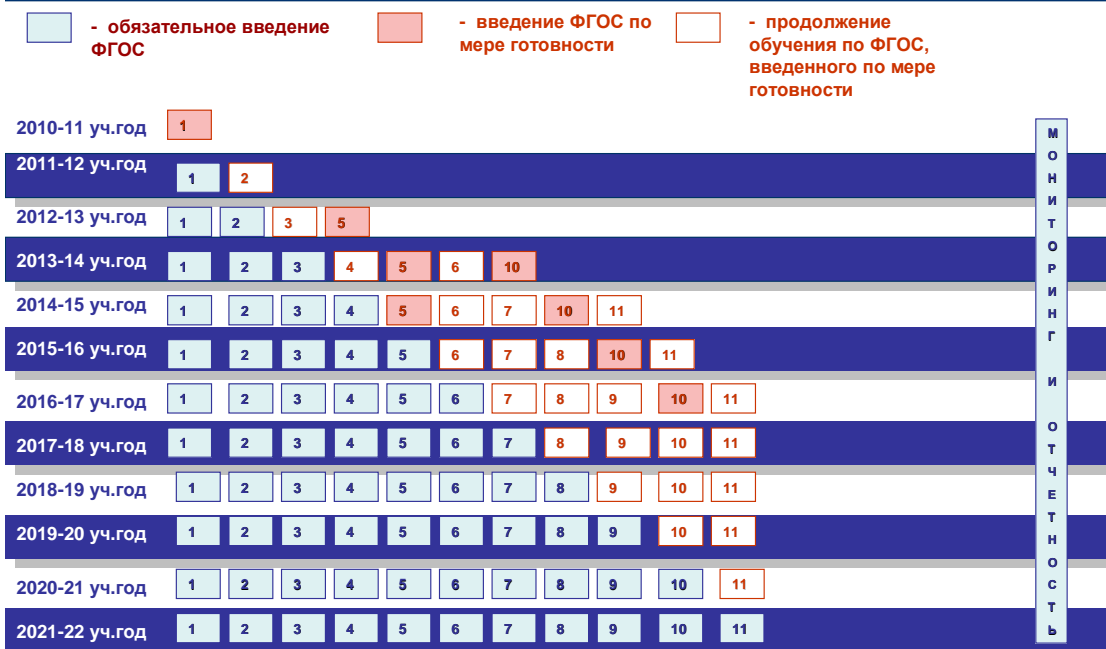 - обязательное введение
ФГОС
- введение ФГОС по
мере готовности
- продолжение
обучения по ФГОС,
введенного по мере
готовности
2010-11 уч.год 1
2011-12 уч.год 1 2
2012-13 уч.год 1 2 3 5
2013-14 уч.год 1 2 3 4 5 6 10
2014-15 уч.год 1 2 3 4 5 6 7 10 11
2015-16 уч.год 1 2 3 4 5 6 7 8 10 11
2016-17 уч.год 1 2 3 4 5 6 7 8 9 10 11
2017-18 уч.год 1 2 3 4 5 6 7 8 9 10 11
2018-19 уч.год 1 2 3 4 5 6 7 8 9 10 11
2019-20 уч.год 1 2 3 4 5 6 7 8 9 10 11
2020-21 уч.год 1 2 3 4 5 6 7 8 9 10 11
2021-22 уч.год 1 2 3 4 5 6 7 8 9 10 11
МОНИТОРИНГ И ОТЧЕТНОСТЬ